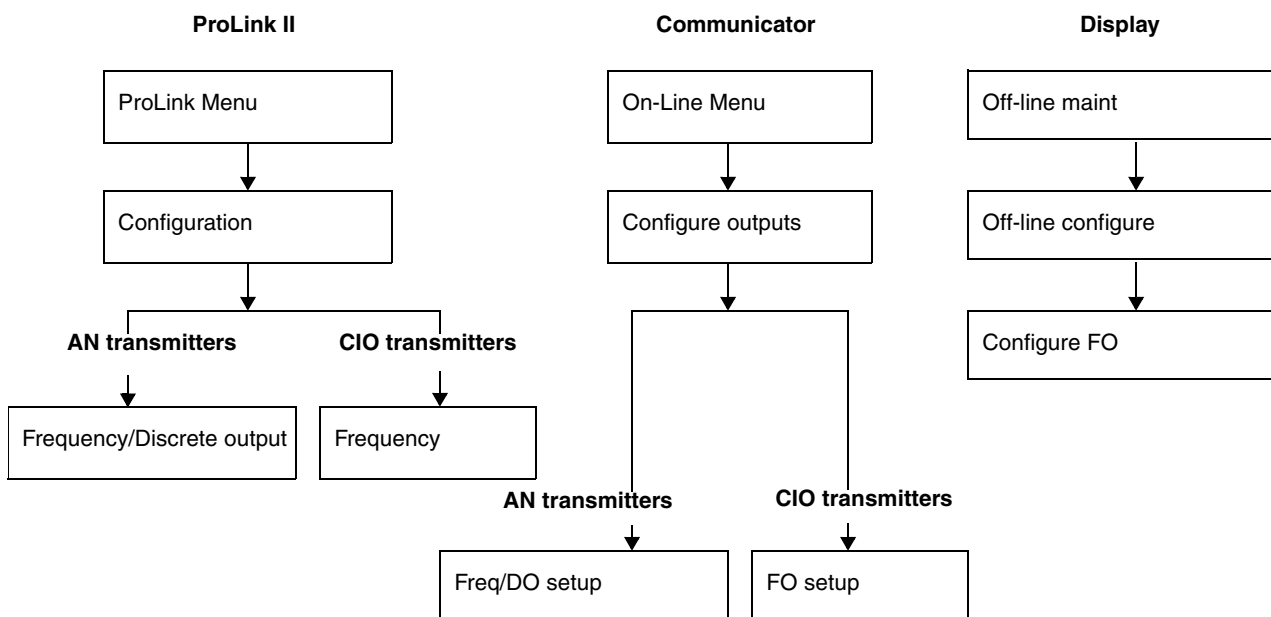 ProLink II
Communicator
Display
ProLink Menu
On-Line Menu
Off-line maint
Configuration
Configure outputs
Off-line configure
AN transmitters
CIO transmitters
Configure FO
Frequency/Discrete output
Frequency
AN transmitters
CIO transmitters
Freq/DO setup
FO setup